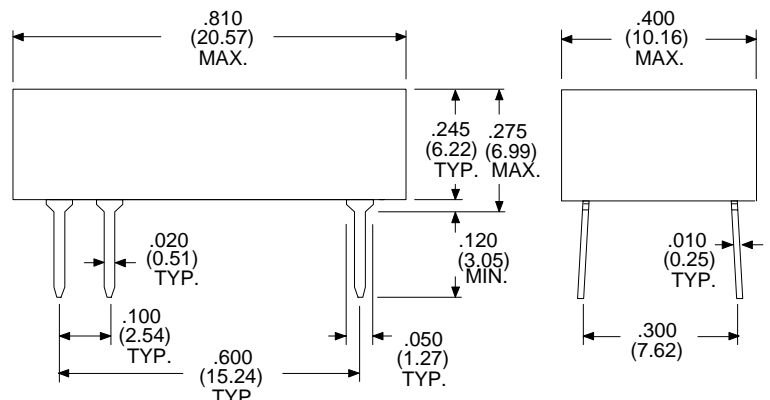 .810
(20.57)
MAX.
.400
(10.16)
MAX.
.245
(6.22)
TYP.
.275
(6.99)
MAX.
.020
(0.51)
TYP.
.120
(3.05)
MIN.
.010
(0.25)
TYP.
.100
(2.54)
TYP.
.600
(15.24)
TYP.
.050
(1.27)
TYP.
.300
(7.62)